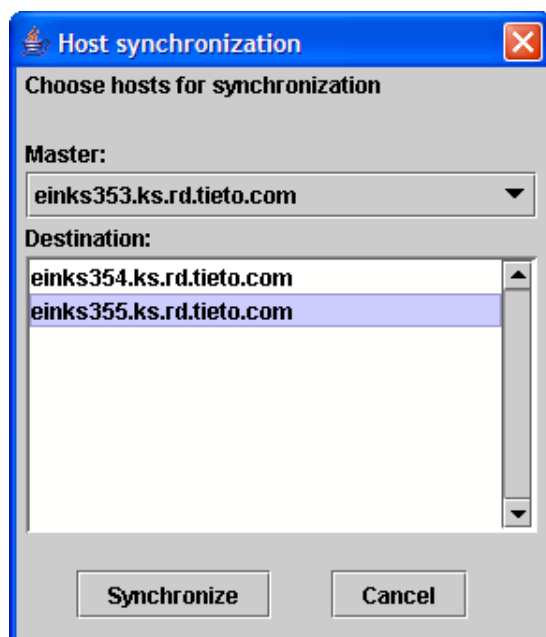 Host synchronization
Choose hosts for synchronization
Master:
einks353.ks.rd.tieto.com
Destination:
einks354.ks.rd.tieto.com
einks355.ks.rd.tieto.com
Synchronize Cancel